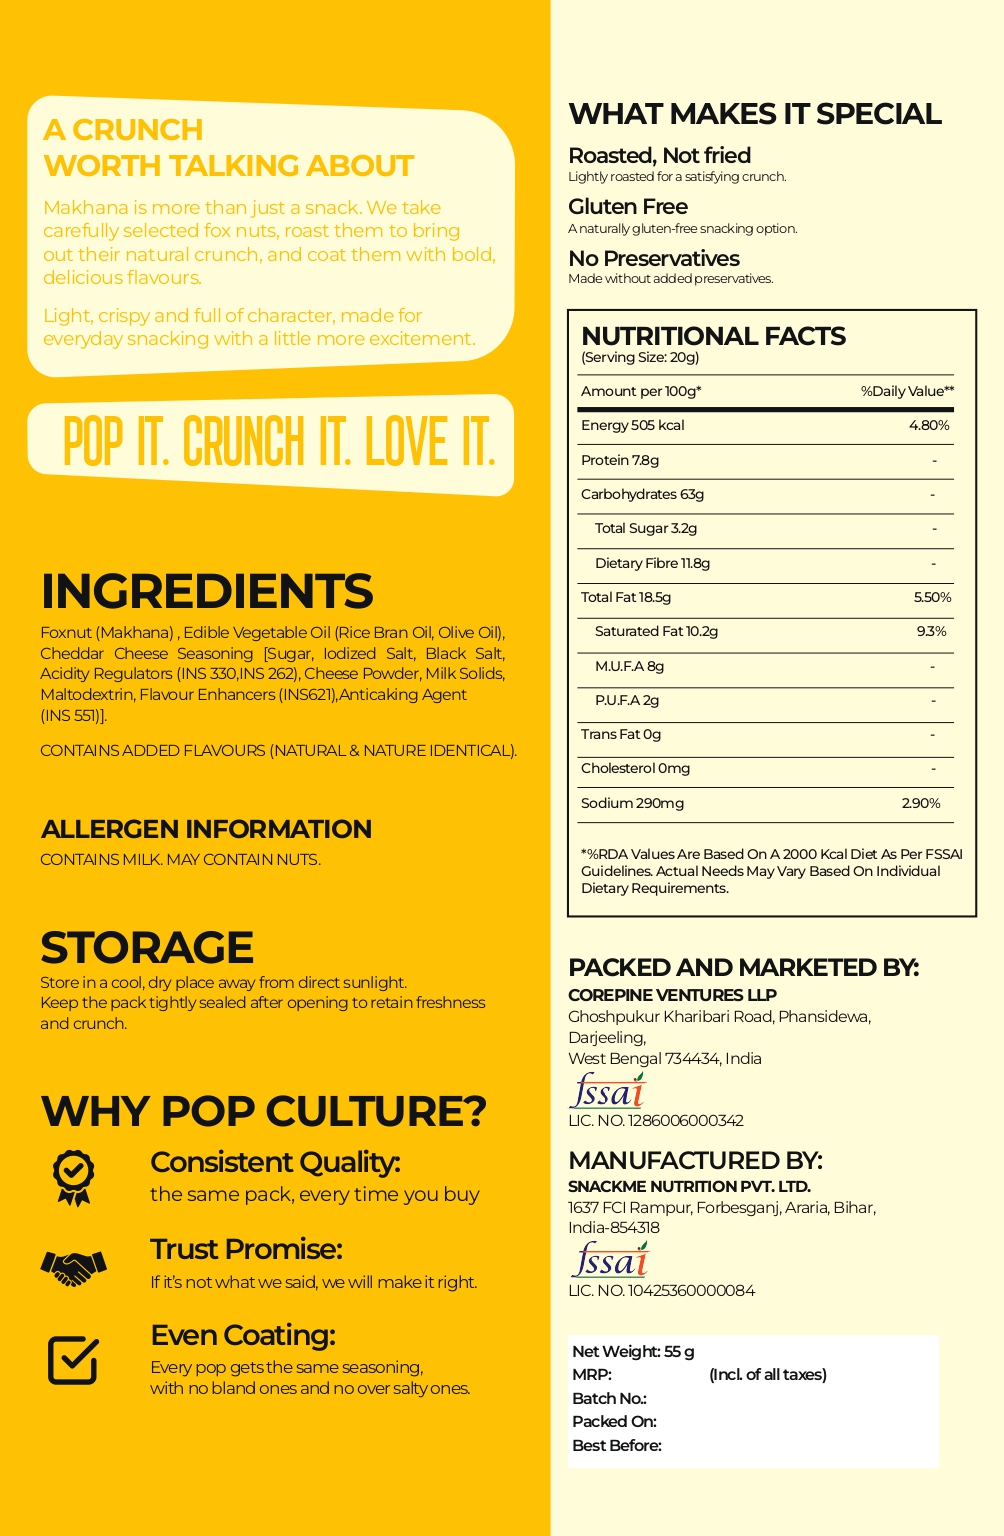 A CRUNCH
WORTH TALKING ABOUT
Makhana is more than just a snack. We take
carefully selected fox nuts, roast them to bring
out their natural crunch, and coat them with bold,
delicious flavours.
Light, crispy and full of character, made for
everyday snacking with a little more excitement.
POP IT. CRUNCH IT. LOVE IT.
INGREDIENTS
Foxnut (Makhana) , Edible Vegetable Oil (Rice Bran Oil, Olive Oil),
Cheddar Cheese Seasoning [Sugar, Iodized Salt, Black Salt,
Acidity Regulators (INS 330,INS 262), Cheese Powder, Milk Solids,
Maltodextrin, Flavour Enhancers (INS621),Anticaking Agent
(INS 551)].
CONTAINS ADDED FLAVOURS (NATURAL & NATURE IDENTICAL).
ALLERGEN INFORMATION
CONTAINS MILK. MAY CONTAIN NUTS.
STORAGE
Store in a cool, dry place away from direct sunlight.
Keep the pack tightly sealed after opening to retain freshness
and crunch.
WHY POP CULTURE?
Consistent Quality:
the same pack, every time you buy
Trust Promise:
If it's not what we said, we will make it right.
Even Coating:
Every pop gets the same seasoning,
with no bland ones and no over salty ones.
WHAT MAKES IT SPECIAL
Roasted, Not fried
Lightly roasted for a satisfying crunch.
Gluten Free
A naturally gluten-free snacking option.
No Preservatives
Made without added preservatives.
NUTRITIONAL FACTS
(Serving Size: 20g)
Amount per 100g* %Daily Value**
Energy 505 kcal 4.80%
Protein 7.8g -
Carbohydrates 63g -
Total Sugar 3.2g -
Dietary Fibre 11.8g -
Total Fat 18.5g 5.50%
Saturated Fat 10.2g 9.3%
M.U.F.A 8g -
P.U.F.A 2g -
Trans Fat 0g -
Cholesterol 0mg -
Sodium 290mg 2.90%
*%RDA Values Are Based On A 2000 Kcal Diet As Per FSSAI
Guidelines. Actual Needs May Vary Based On Individual
Dietary Requirements.
PACKED AND MARKETED BY:
COREPINE VENTURES LLP
Ghoshpukur Kharibari Road, Phansidewa,
Darjeeling,
West Bengal 734434, India
fssai
LIC. NO. 1286006000342
MANUFACTURED BY:
SNACKME NUTRITION PVT. LTD.
1637 FCI Rampur, Forbesganj, Araria, Bihar,
India-854318
fssai
LIC. NO. 10425360000084
Net Weight: 55 g
MRP: (Incl. of all taxes)
Batch No.:
Packed On:
Best Before: